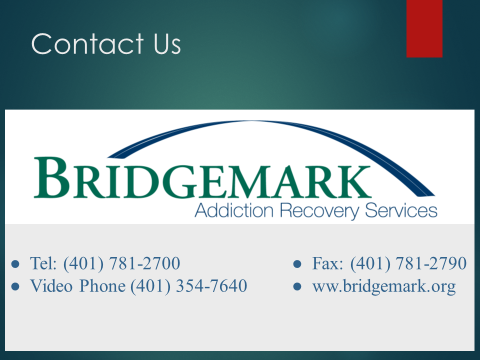 Contact Us
BRIDGEMARK
Addiction Recovery Services
● Tel: (401) 781-2700
● Video Phone (401) 354-7640
● Fax: (401) 781-2790
● ww.bridgemark.org